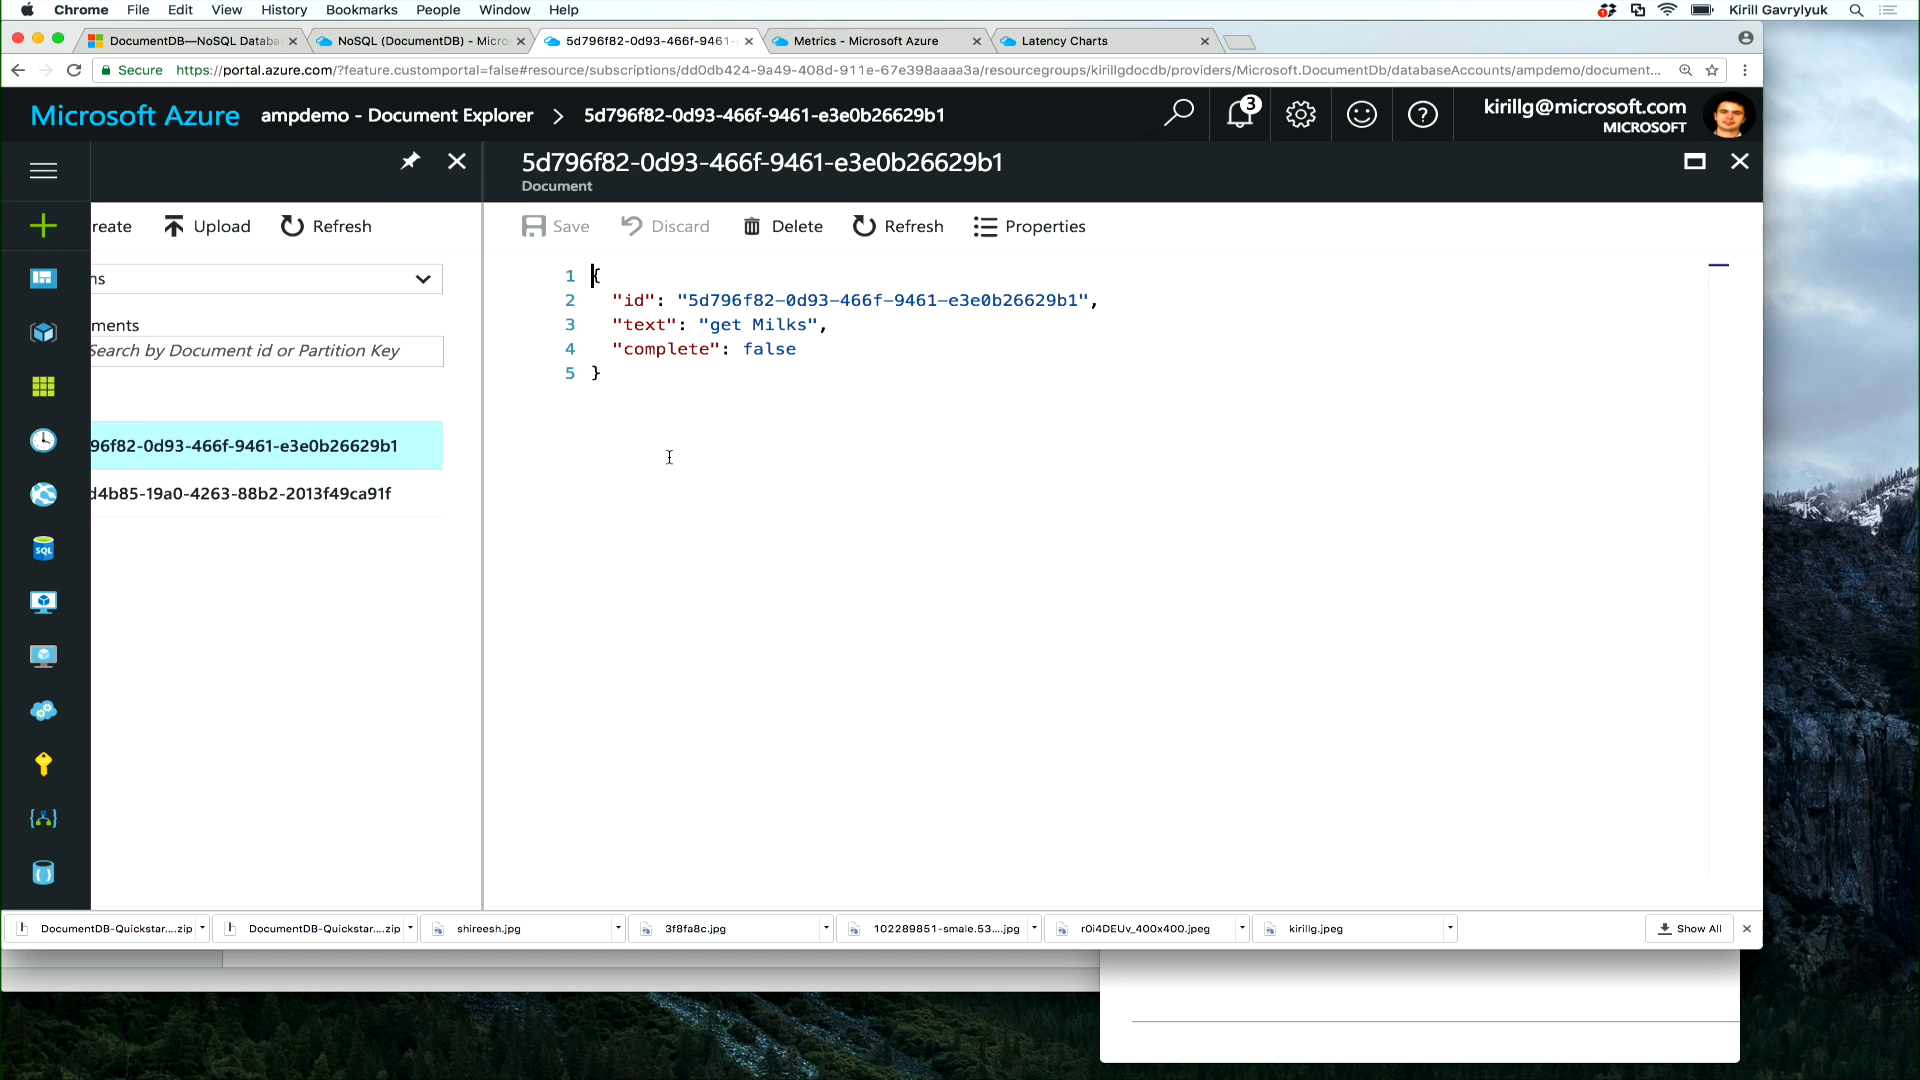 Chrome File Edit View History Bookmarks People Window Help Kirill Gavrylyuk
DocumentDB—NoSQL Databa NoSQL (DocumentDB) - Micros 5d796f82-0d93-466f-9461- Metrics - Microsoft Azure Latency Charts
Secure https://portal.azure.com/?feature.customportal=false#resource/subscriptions/dd0db424-9a49-408d-911e-67e398aaaa3a/resourcegroups/kirillgdocdb/providers/Microsoft.DocumentDb/databaseAccounts/ampdemo/document...
Microsoft Azure ampdemo - Document Explorer > 5d796f82-0d93-466f-9461-e3e0b26629b1 3 kirillg@microsoft.com
MICROSOFT
5d796f82-0d93-466f-9461-e3e0b26629b1
Document
reate Upload Refresh Save Discard Delete Refresh Properties
ns
ments
Search by Document id or Partition Key
96f82-0d93-466f-9461-e3e0b26629b1
d4b85-19a0-4263-88b2-2013f49ca91f
SQL
1 {
2 "id": "5d796f82-0d93-466f-9461-e3e0b26629b1",
3 "text": "get Milks",
4 "complete": false
5 }
DocumentDB-Quickstar....zip DocumentDB-Quickstar....zip shireesh.jpg 3f8fa8c.jpg 102289851-smale.53....jpg r0i4DEUv_400x400.jpeg kirillg.jpeg Show All